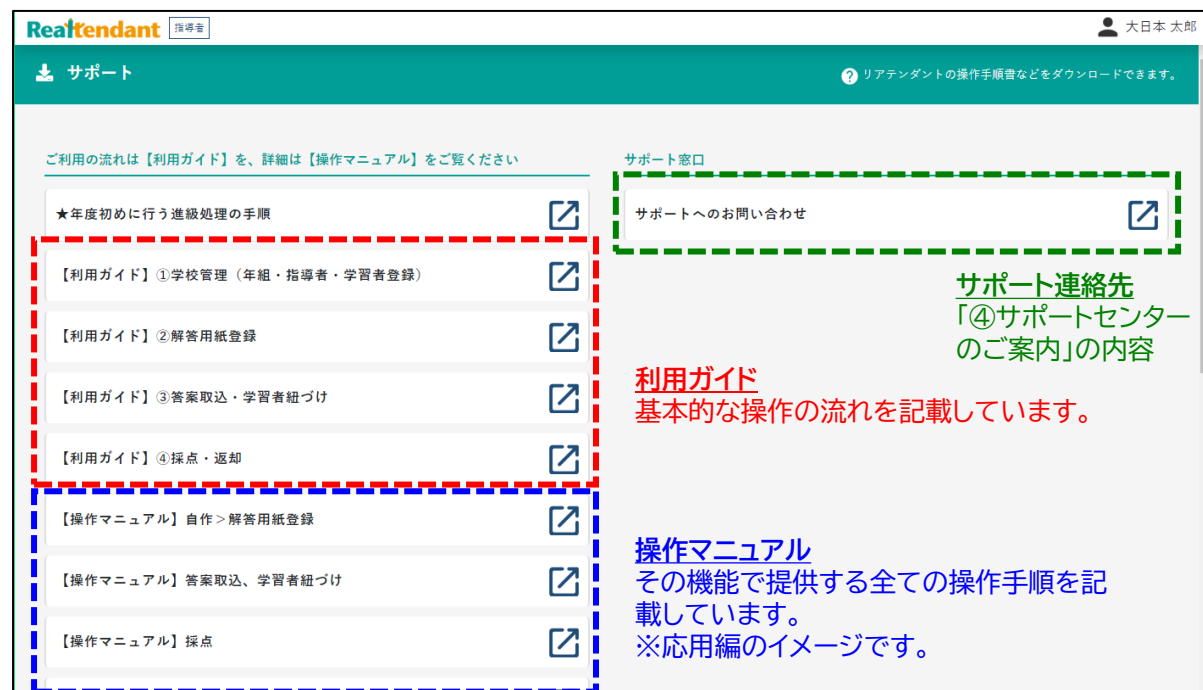 Realtendant 指導者
大日本 太郎
サポート
リアテンダントの操作手順書などをダウンロードできます。
ご利用の流れは【利用ガイド】を、詳細は【操作マニュアル】をご覧ください
★年度初めに行う進級処理の手順
【利用ガイド】①学校管理（年組・指導者・学習者登録）
【利用ガイド】②解答用紙登録
【利用ガイド】③答案取込・学習者紐づけ
【利用ガイド】④採点・返却
【操作マニュアル】自作＞解答用紙登録
【操作マニュアル】答案取込、学習者紐づけ
【操作マニュアル】採点
サポート窓口
サポートへのお問い合わせ
サポート連絡先
「④サポートセンター
のご案内」の内容
利用ガイド
基本的な操作の流れを記載しています。
操作マニュアル
その機能で提供する全ての操作手順を記
載しています。
※応用編のイメージです。